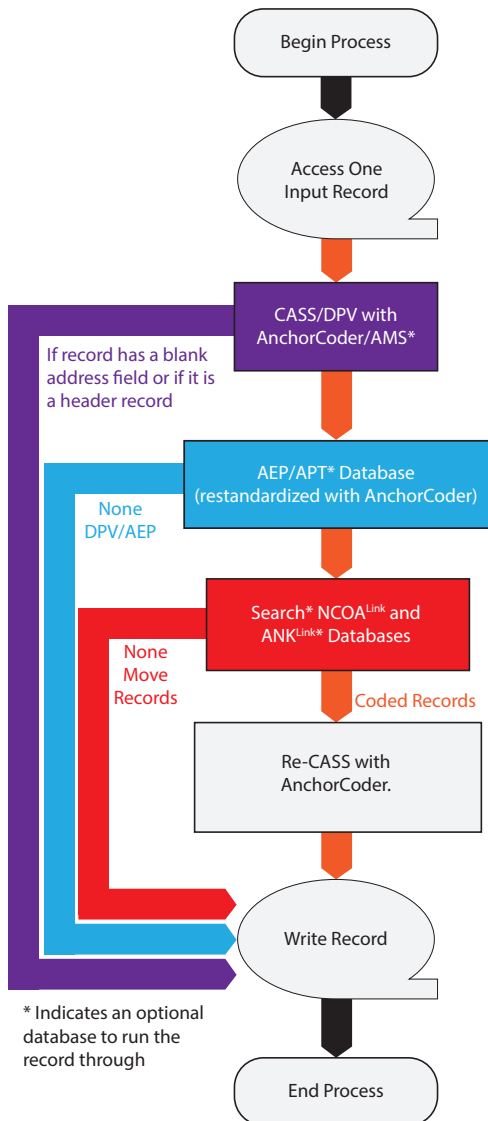 Begin Process
Access One
Input Record
CASS/DPV with
AnchorCoder/AMS*
If record has a blank
address field or if it is
a header record
AEP/APT* Database
(restandardized with AnchorCoder)
None
DPV/AEP
Search* NCOALink and
ANKLink* Databases
None
Move
Records
Coded Records
Re-CASS with
AnchorCoder.
Write Record
* Indicates an optional
database to run the
record through
End Process